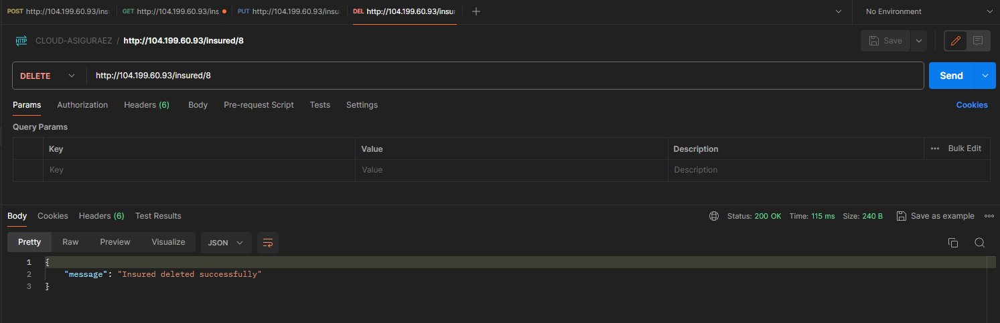 POST http://104.199.60.93/ins GET http://104.199.60.93/ins PUT http://104.199.60.93/insu DEL http://104.199.60.93/insur No Environment
HTTP CLOUD-ASIGURAEZ / http://104.199.60.93/insured/8 Save
DELETE http://104.199.60.93/insured/8 Send
Params Authorization Headers (6) Body Pre-request Script Tests Settings Cookies
Query Params
Key Value Description Bulk Edit
Key Value Description
Body Cookies Headers (6) Test Results Status: 200 OK Time: 115 ms Size: 240 B Save as example
Pretty Raw Preview Visualize JSON
1 {
2 "message": "Insured deleted successfully"
3 }